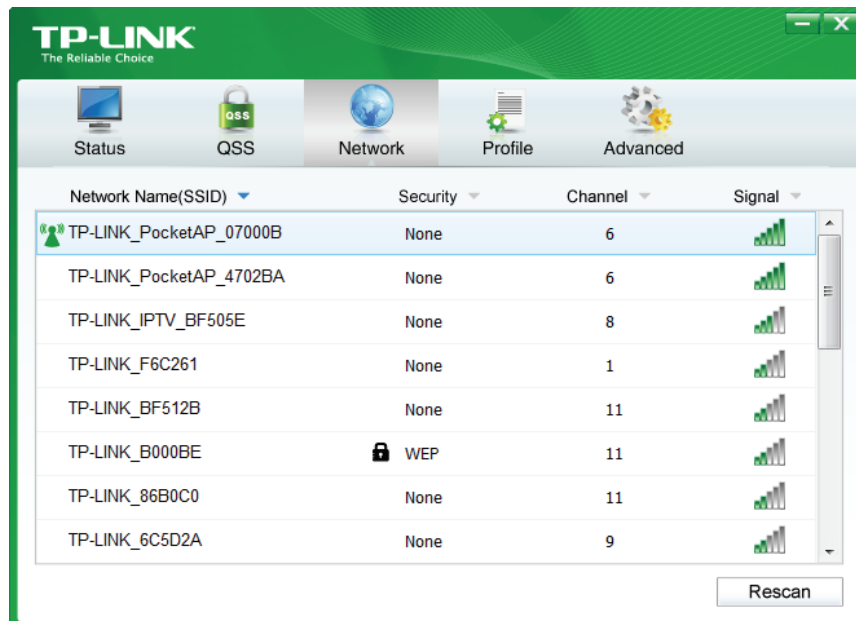 TP-LINK
The Reliable Choice
Status QSS Network Profile Advanced
Network Name(SSID) Security Channel Signal
TP-LINK_PocketAP_07000B None 6
TP-LINK_PocketAP_4702BA None 6
TP-LINK_IPTV_BF505E None 8
TP-LINK_F6C261 None 1
TP-LINK_BF512B None 11
TP-LINK_B000BE WEP 11
TP-LINK_86B0C0 None 11
TP-LINK_6C5D2A None 9
Rescan